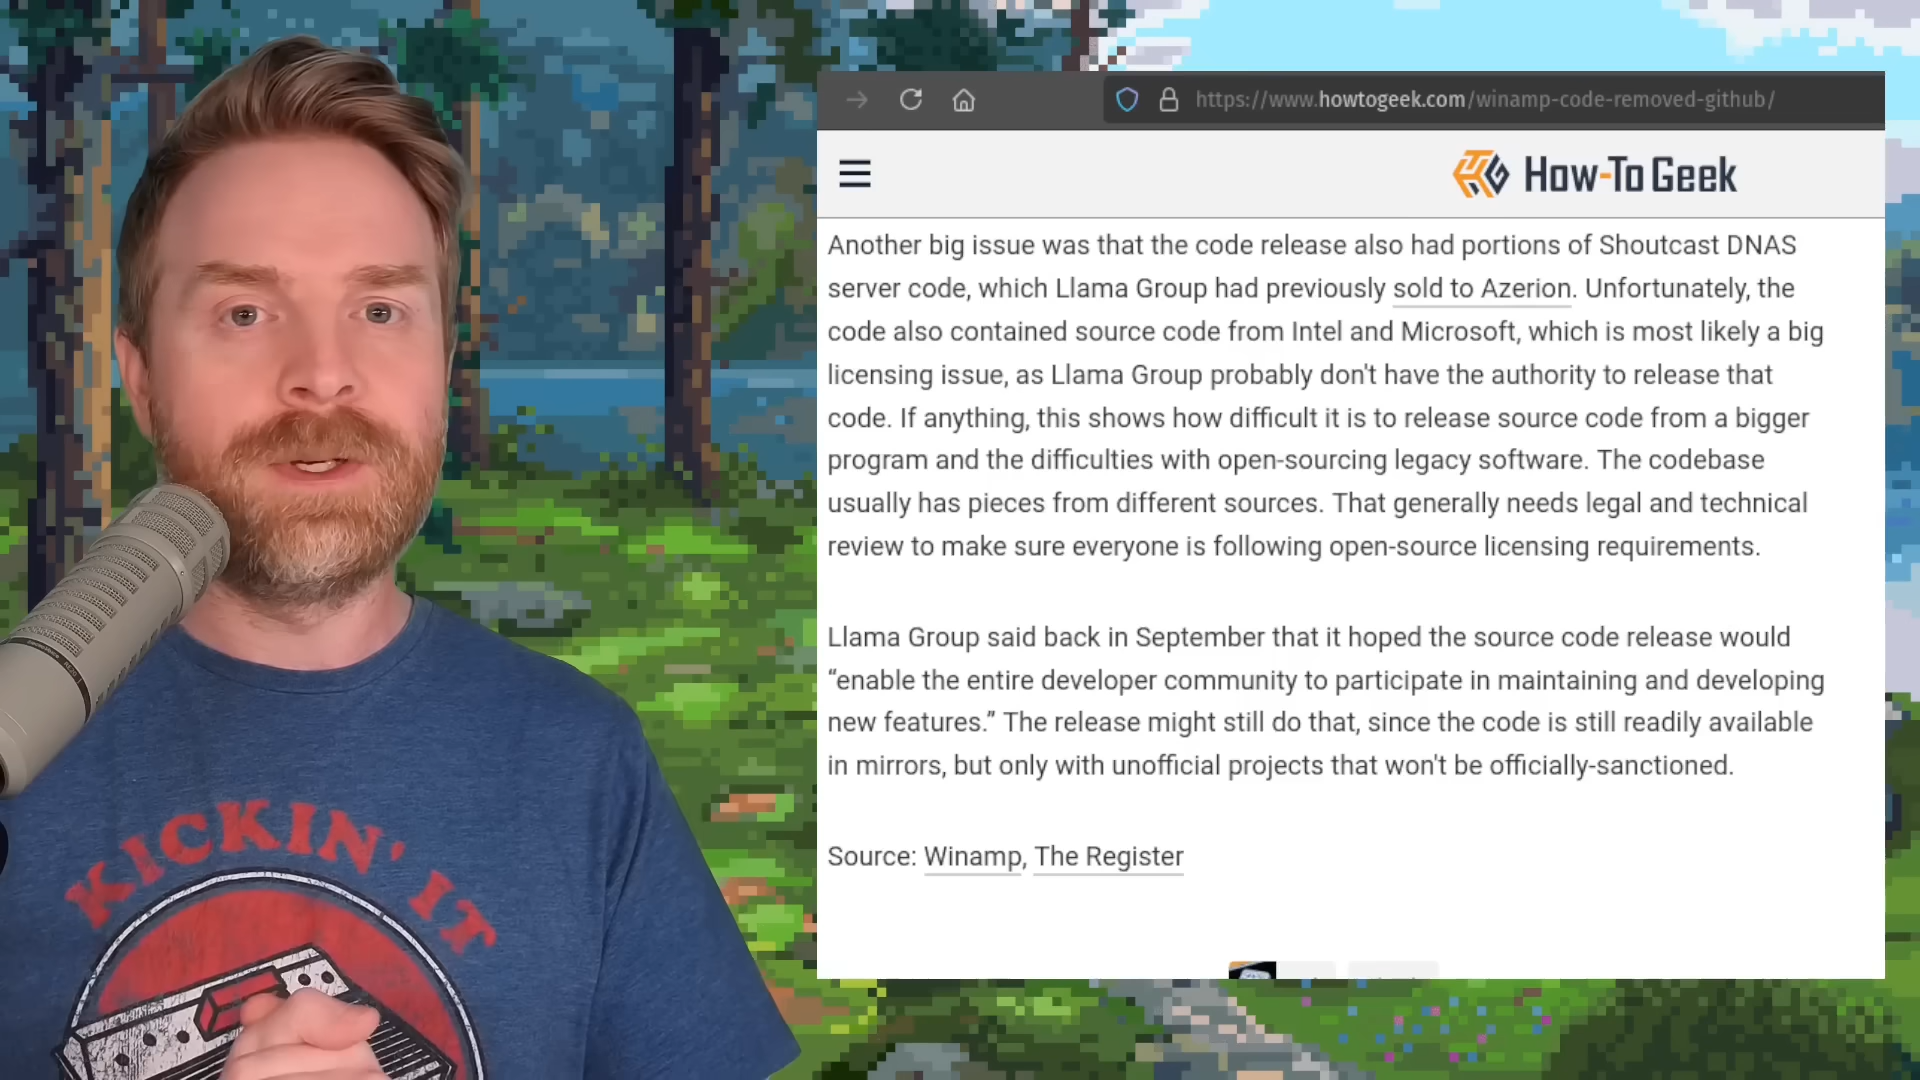 https://www.howtogeek.com/winamp-code-removed-github/
How-To Geek
Another big issue was that the code release also had portions of Shoutcast DNAS
server code, which Llama Group had previously sold to Azerion. Unfortunately, the
code also contained source code from Intel and Microsoft, which is most likely a big
licensing issue, as Llama Group probably don't have the authority to release that
code. If anything, this shows how difficult it is to release source code from a bigger
program and the difficulties with open-sourcing legacy software. The codebase
usually has pieces from different sources. That generally needs legal and technical
review to make sure everyone is following open-source licensing requirements.
Llama Group said back in September that it hoped the source code release would
“enable the entire developer community to participate in maintaining and developing
new features.” The release might still do that, since the code is still readily available
in mirrors, but only with unofficial projects that won't be officially-sanctioned.
Source: Winamp, The Register
KICKIN' IT